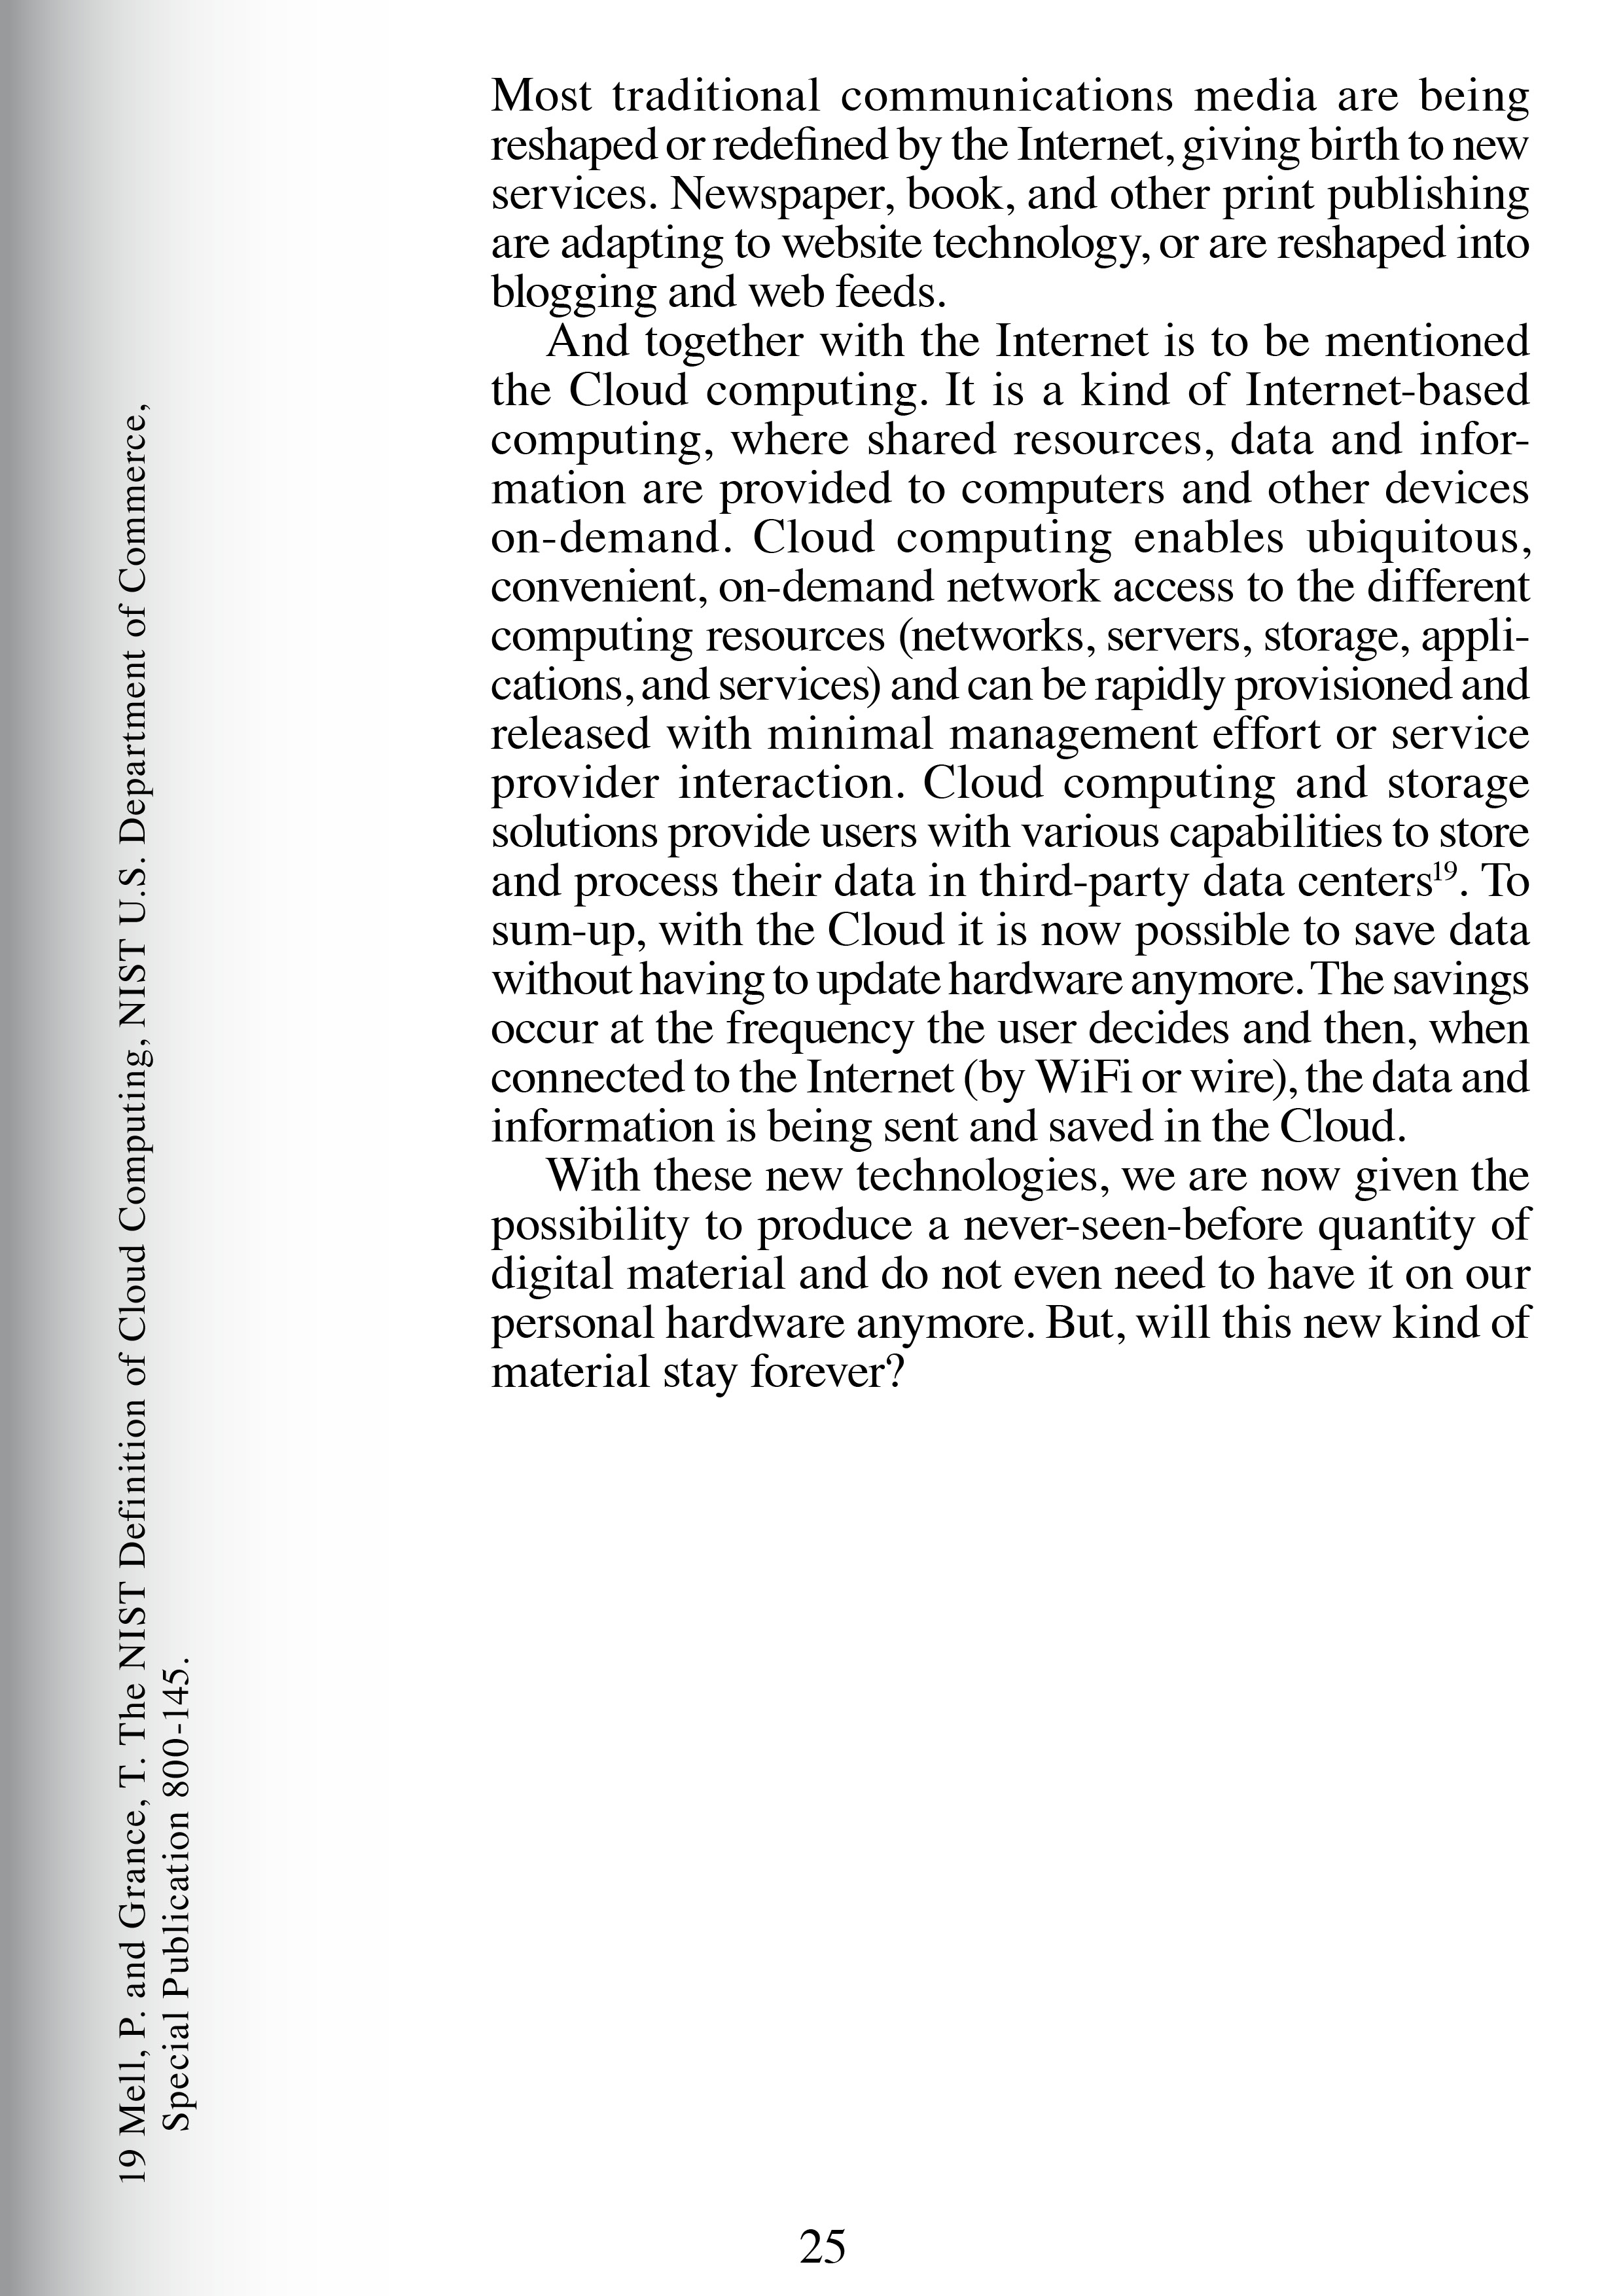 Most traditional communications media are being
reshaped or redefined by the Internet, giving birth to new
services. Newspaper, book, and other print publishing
are adapting to website technology, or are reshaped into
blogging and web feeds.
And together with the Internet is to be mentioned
the Cloud computing. It is a kind of Internet-based
computing, where shared resources, data and infor-
mation are provided to computers and other devices
on-demand. Cloud computing enables ubiquitous,
convenient, on-demand network access to the different
computing resources (networks, servers, storage, appli-
cations, and services) and can be rapidly provisioned and
released with minimal management effort or service
provider interaction. Cloud computing and storage
solutions provide users with various capabilities to store
and process their data in third-party data centers¹⁹. To
sum-up, with the Cloud it is now possible to save data
without having to update hardware anymore. The savings
occur at the frequency the user decides and then, when
connected to the Internet (by WiFi or wire), the data and
information is being sent and saved in the Cloud.
With these new technologies, we are now given the
possibility to produce a never-seen-before quantity of
digital material and do not even need to have it on our
personal hardware anymore. But, will this new kind of
material stay forever?
19 Mell, P. and Grance, T. The NIST Definition of Cloud Computing, NIST U.S. Department of Commerce,
Special Publication 800-145.
25